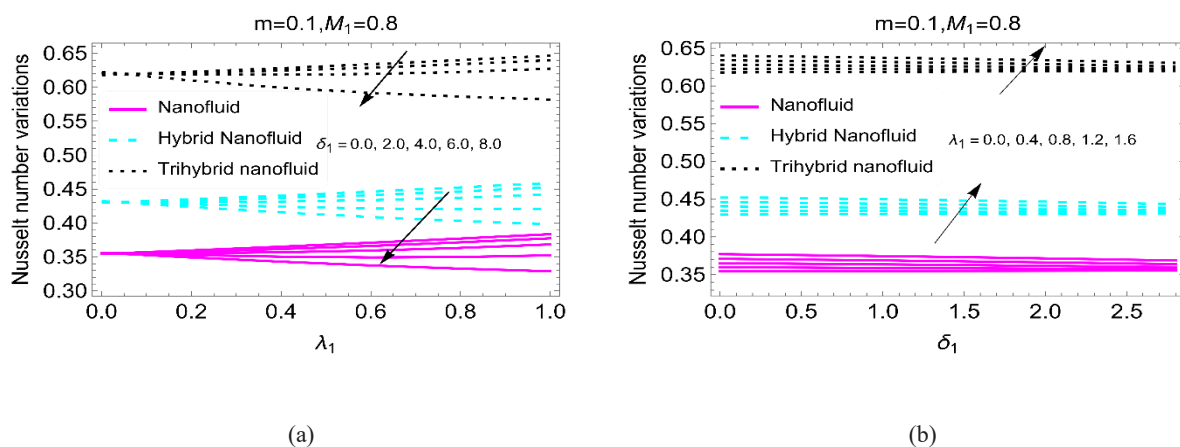 m=0.1,M₁=0.8
Nusselt number variations
0.65
0.60
0.55
0.50
0.45
0.40
0.35
0.30
Nanofluid
Hybrid Nanofluid
δ₁ = 0.0, 2.0, 4.0, 6.0, 8.0
Trihybrid nanofluid
0.0 0.2 0.4 0.6 0.8 1.0
λ₁
(a)
m=0.1,M₁=0.8
Nusselt number variations
0.65
0.60
0.55
0.50
0.45
0.40
0.35
Nanofluid
Hybrid Nanofluid
λ₁ = 0.0, 0.4, 0.8, 1.2, 1.6
Trihybrid nanofluid
0.0 0.5 1.0 1.5 2.0 2.5
δ₁
(b)